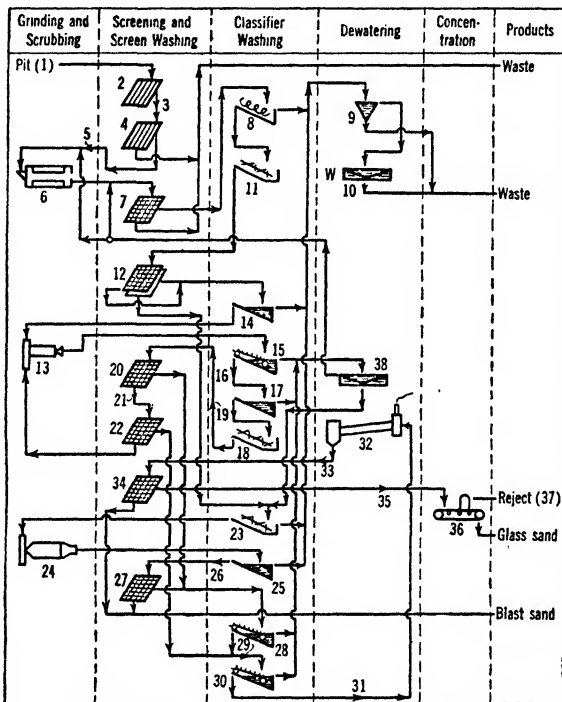 Grinding and Scrubbing
Screening and Screen Washing
Classifier Washing
Dewatering
Concen-tration
Products
Pit (1)
Waste
2
3
4
5
6
7
8
9
W
10
Waste
11
12
13
14
15
16
17
18
19
20
21
22
38
32
33
34
35
Reject (37)
36
Glass sand
23
24
25
26
27
Blast sand
28
29
30
31